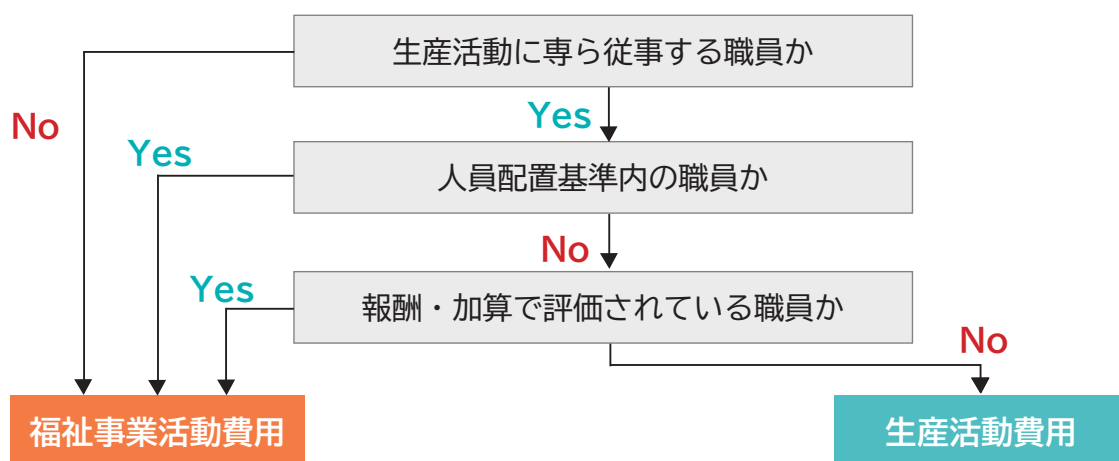 生産活動に専ら従事する職員か
No
Yes
Yes
人員配置基準内の職員か
No
Yes
報酬・加算で評価されている職員か
No
福祉事業活動費用
生産活動費用